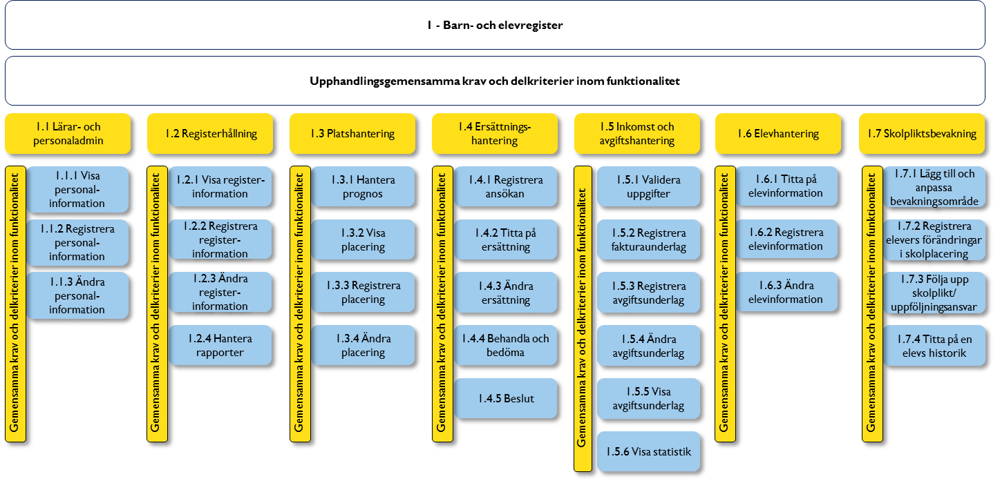 1 - Barn- och elevregister
Upphandlingsgemensamma krav och delkriterier inom funktionalitet
1.1 Lärar- och
personaladmin
Gemensamma krav och delkriterier inom funktionalitet
1.1.1 Visa
personal-
information
1.1.2 Registrera
personal-
information
1.1.3 Ändra
personal-
information
1.2 Registerhållning
Gemensamma krav och delkriterier inom funktionalitet
1.2.1 Visa register-
information
1.2.2 Registrera
register-
information
1.2.3 Ändra
register-
information
1.2.4 Hantera
rapporter
1.3 Platshantering
Gemensamma krav och delkriterier inom funktionalitet
1.3.1 Hantera
prognos
1.3.2 Visa
placering
1.3.3 Registrera
placering
1.3.4 Ändra
placering
1.4 Ersättnings-
hantering
Gemensamma krav och delkriterier inom funktionalitet
1.4.1 Registrera
ansökan
1.4.2 Titta på
ersättning
1.4.3 Ändra
ersättning
1.4.4 Behandla och
bedöma
1.4.5 Beslut
1.5 Inkomst och
avgiftshantering
Gemensamma krav och delkriterier inom funktionalitet
1.5.1 Validera
uppgifter
1.5.2 Registrera
fakturaunderlag
1.5.3 Registrera
avgiftsunderlag
1.5.4 Ändra
avgiftsunderlag
1.5.5 Visa
avgiftsunderlag
1.5.6 Visa statistik
1.6 Elevhantering
Gemensamma krav och delkriterier inom funktionalitet
1.6.1 Titta på
elevinformation
1.6.2 Registrera
elevinformation
1.6.3 Ändra
elevinformation
1.7 Skolpliktsbevakning
Gemensamma krav och delkriterier inom funktionalitet
1.7.1 Lägg till och
anpassa
bevakningsområde
1.7.2 Registrera
elevers förändringar
i skolplacering
1.7.3 Följa upp
skolplikt/
uppföljningsansvar
1.7.4 Titta på en
elevs historik